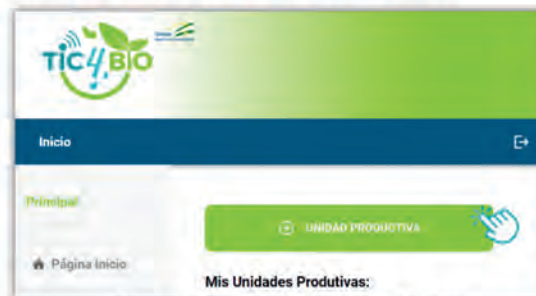 TIC4BIO
Inicio
Principal
UNIDAD PRODUCTIVA
Página Inicio
Mis Unidades Produtivas: